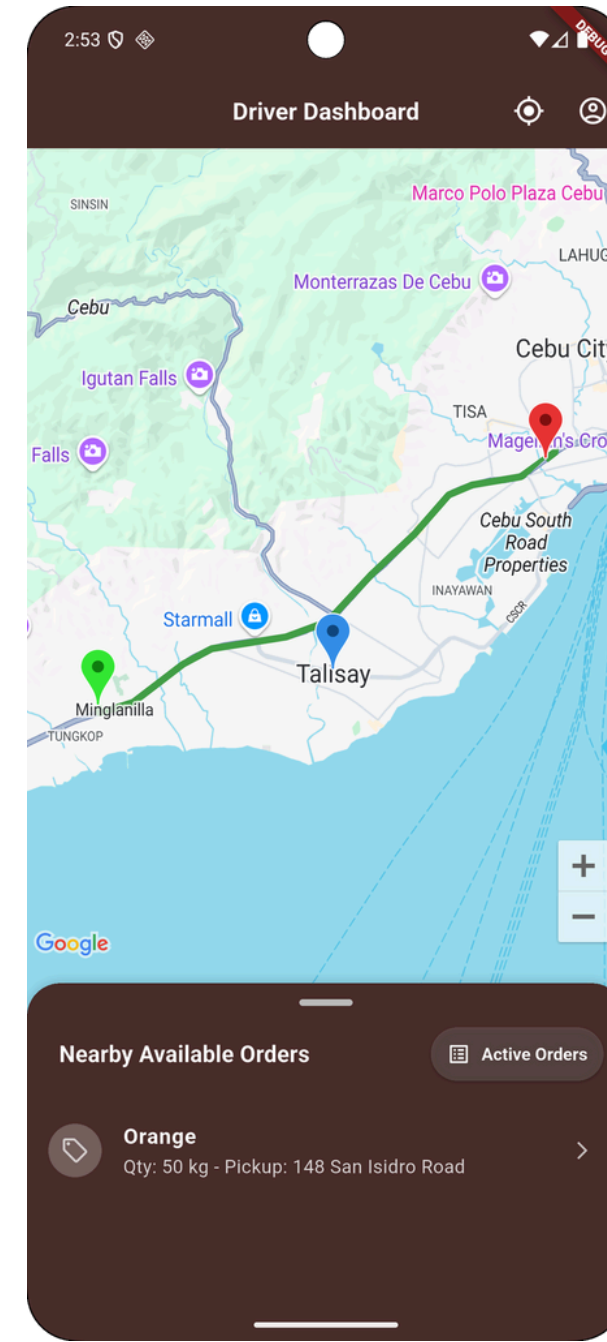 2:53
DEBUG
Driver Dashboard
SINSIN
Marco Polo Plaza Cebu
LAHUG
Monterrazas De Cebu
Cebu
Cebu Cit
Igutan Falls
TISA
Falls
Cebu South
Road
Properties
INAYAWAN
CSCR
Starmall
Talisay
Minglanilla
TUNGKOP
+
−
Google
Nearby Available Orders
Active Orders
Orange
Qty: 50 kg - Pickup: 148 San Isidro Road